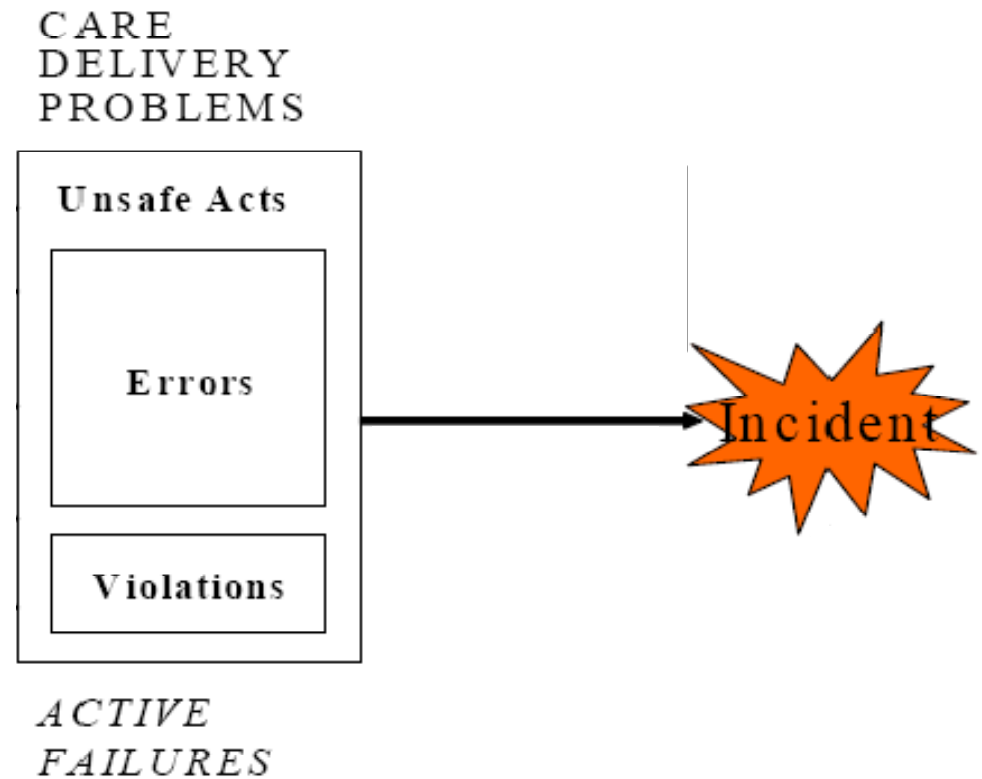 CARE
DELIVERY
PROBLEMS
Unsafe Acts
Errors
Incident
Violations
ACTIVE
FAILURES